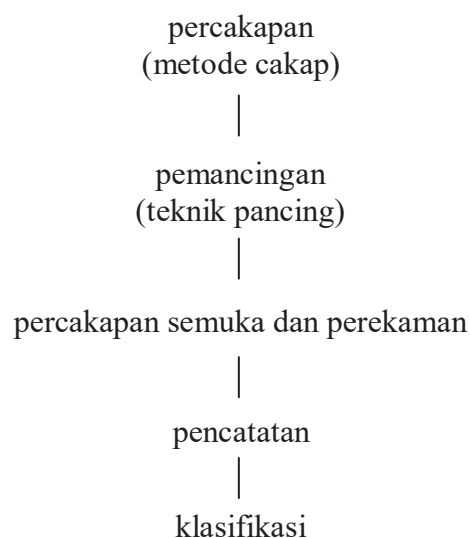 percakapan
(metode cakap)
pemancingan
(teknik pancing)
percakapan semuka dan perekaman
pencatatan
klasifikasi